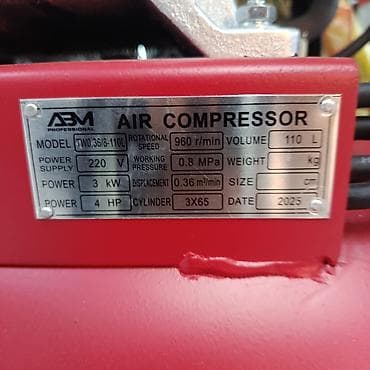 ABM PROFESSIONAL AIR COMPRESSOR
MODEL TW0.36/8-110L ROTATIONAL SPEED 960 r/min VOLUME 110 L
POWER SUPPLY 220 V WORKING PRESSURE 0.8 MPa WEIGHT kg
POWER 3 kW DISPLACEMENT 0.36 m³/min SIZE cm
POWER 4 HP CYLINDER 3X65 DATE 2025